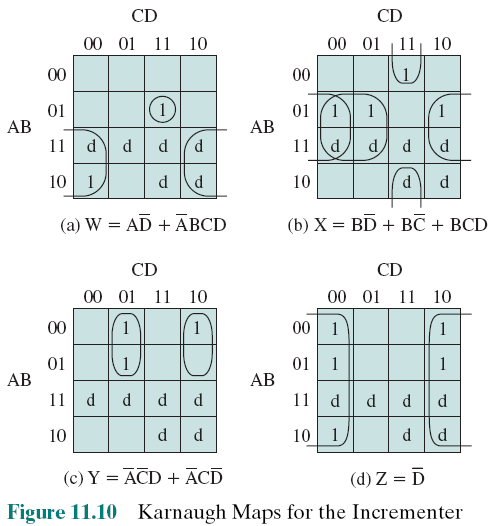 CD
00 01 11 10
00
01 1
AB
11 d d d d
10 1 d d
(a) W = AD̅ + A̅BCD
CD
00 01 11 10
00 1
01 1 1 1
AB
11 d d d d
10 d d
(b) X = BD̅ + BC̅ + BCD
CD
00 01 11 10
00 1 1
01 1
AB
11 d d d d
10 d d
(c) Y = A̅C̅D + A̅CD̅
CD
00 01 11 10
00 1 1
01 1 1
AB
11 d d d d
10 1 d d
(d) Z = D̅
Figure 11.10 Karnaugh Maps for the Incrementer